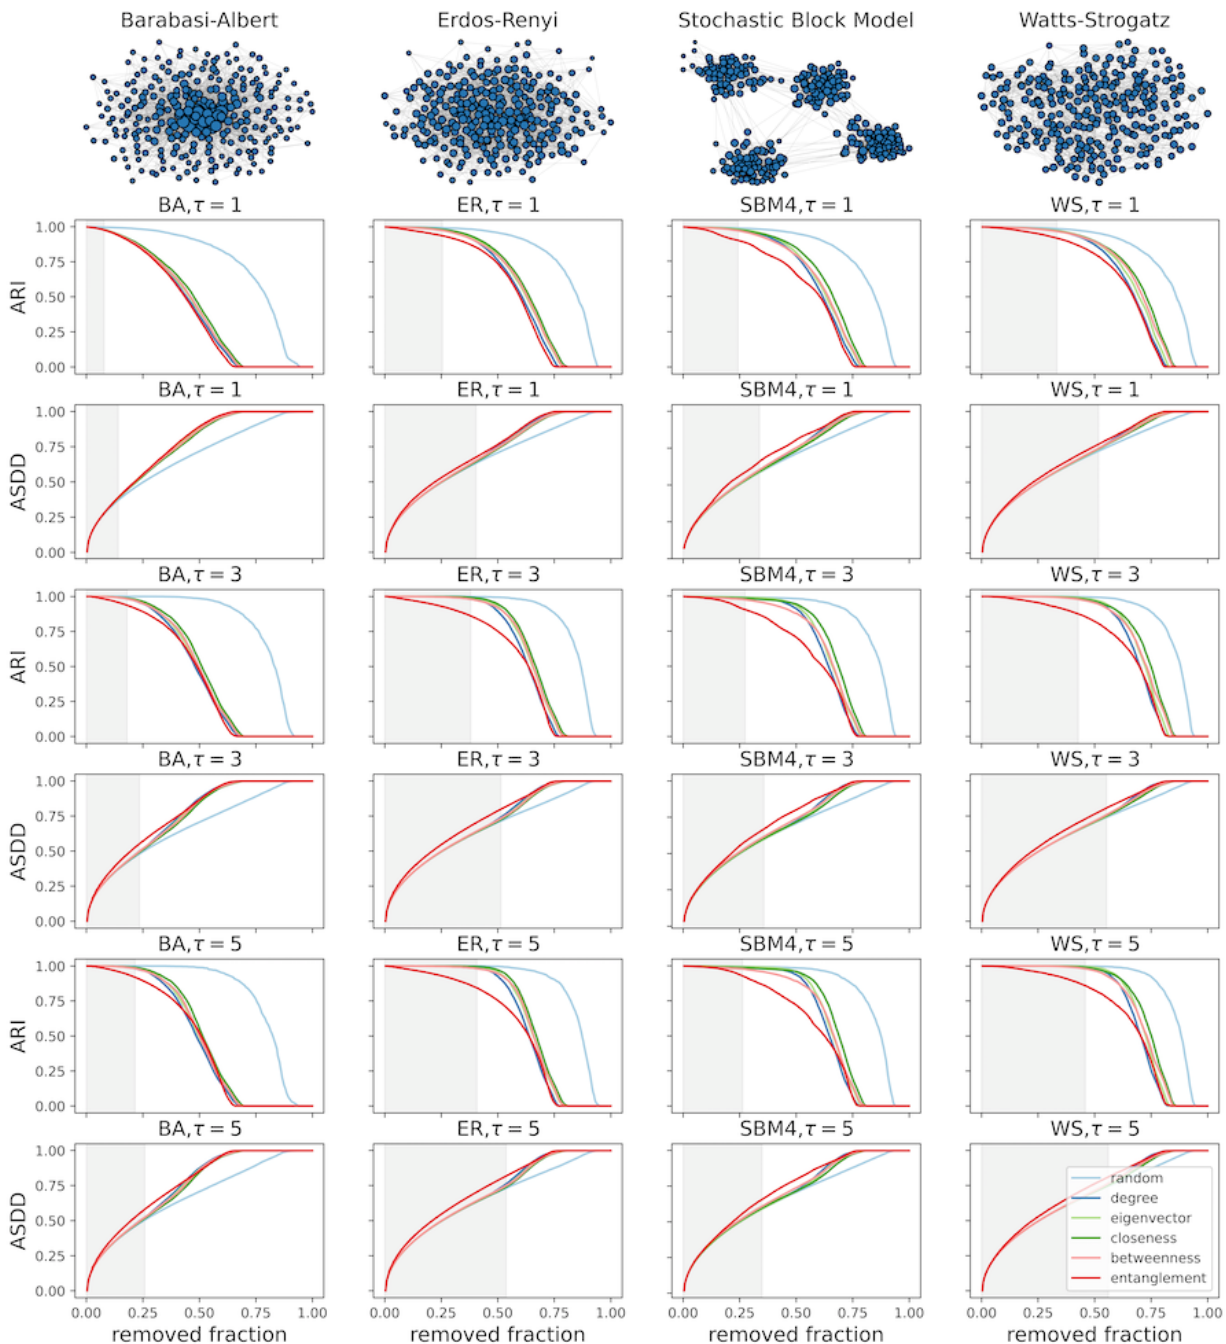 Barabasi-Albert Erdos-Renyi Stochastic Block Model Watts-Strogatz
BA,τ = 1 ER,τ = 1 SBM4,τ = 1 WS,τ = 1
ARI
1.00
0.75
0.50
0.25
0.00
BA,τ = 1 ER,τ = 1 SBM4,τ = 1 WS,τ = 1
ASDD
1.00
0.75
0.50
0.25
0.00
BA,τ = 3 ER,τ = 3 SBM4,τ = 3 WS,τ = 3
ARI
1.00
0.75
0.50
0.25
0.00
BA,τ = 3 ER,τ = 3 SBM4,τ = 3 WS,τ = 3
ASDD
1.00
0.75
0.50
0.25
0.00
BA,τ = 5 ER,τ = 5 SBM4,τ = 5 WS,τ = 5
ARI
1.00
0.75
0.50
0.25
0.00
BA,τ = 5 ER,τ = 5 SBM4,τ = 5 WS,τ = 5
ASDD
1.00
0.75
0.50
0.25
0.00
random
degree
eigenvector
closeness
betweenness
entanglement
0.00 0.25 0.50 0.75 1.00 0.00 0.25 0.50 0.75 1.00 0.00 0.25 0.50 0.75 1.00 0.00 0.25 0.50 0.75 1.00
removed fraction removed fraction removed fraction removed fraction